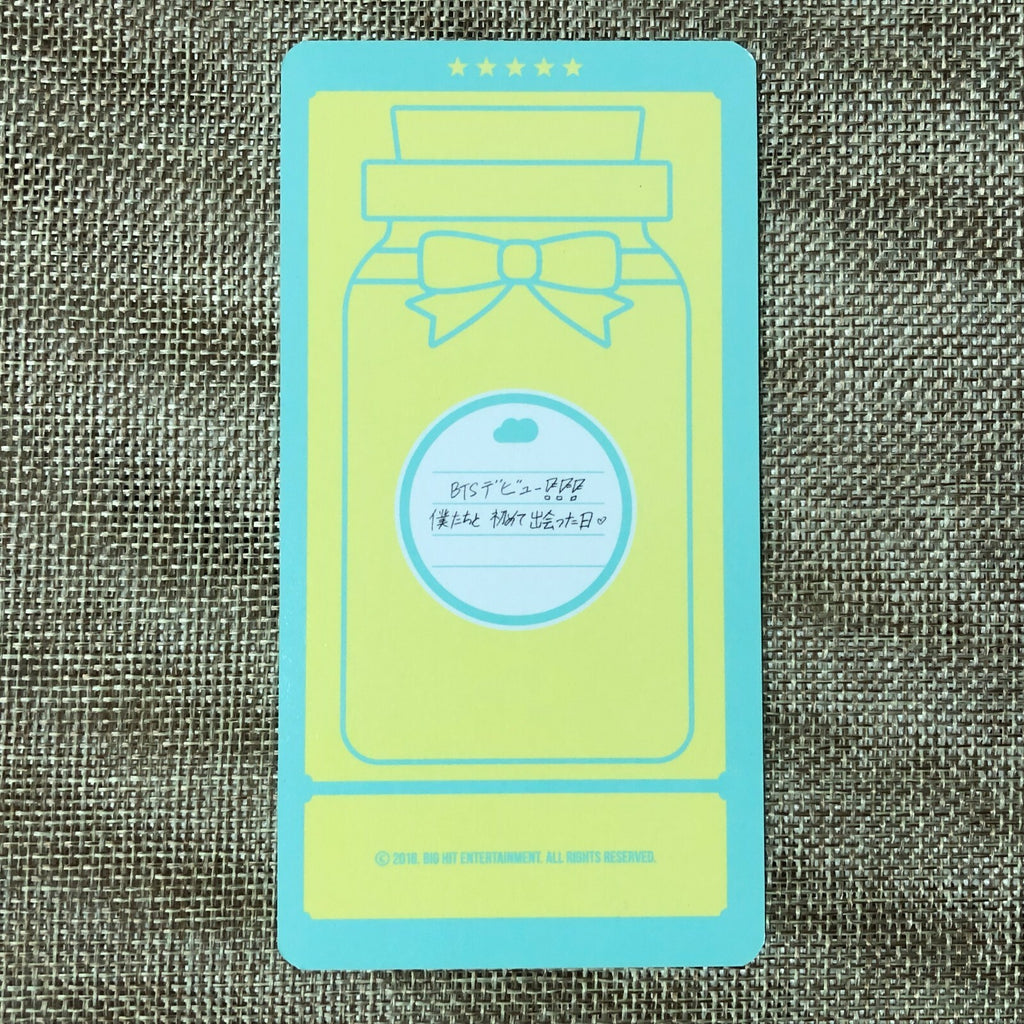 BTSデビュー!!!
僕たちと 初めて 出会った日♡
© 2016. BIG HIT ENTERTAINMENT. ALL RIGHTS RESERVED.